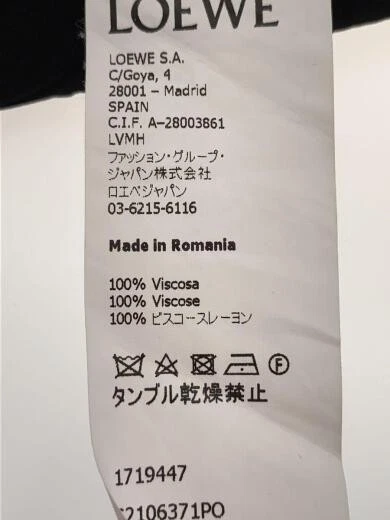 LOEWE
LOEWE S.A.
C/Goya, 4
28001 – Madrid
SPAIN
C.I.F. A–28003861
LVMH
ファッション・グループ・
ジャパン株式会社
ロエベジャパン
03-6215-6116
Made in Romania
100% Viscosa
100% Viscose
100% ビスコースレーヨン
F
タンブル乾燥禁止
1719447
2106371PO